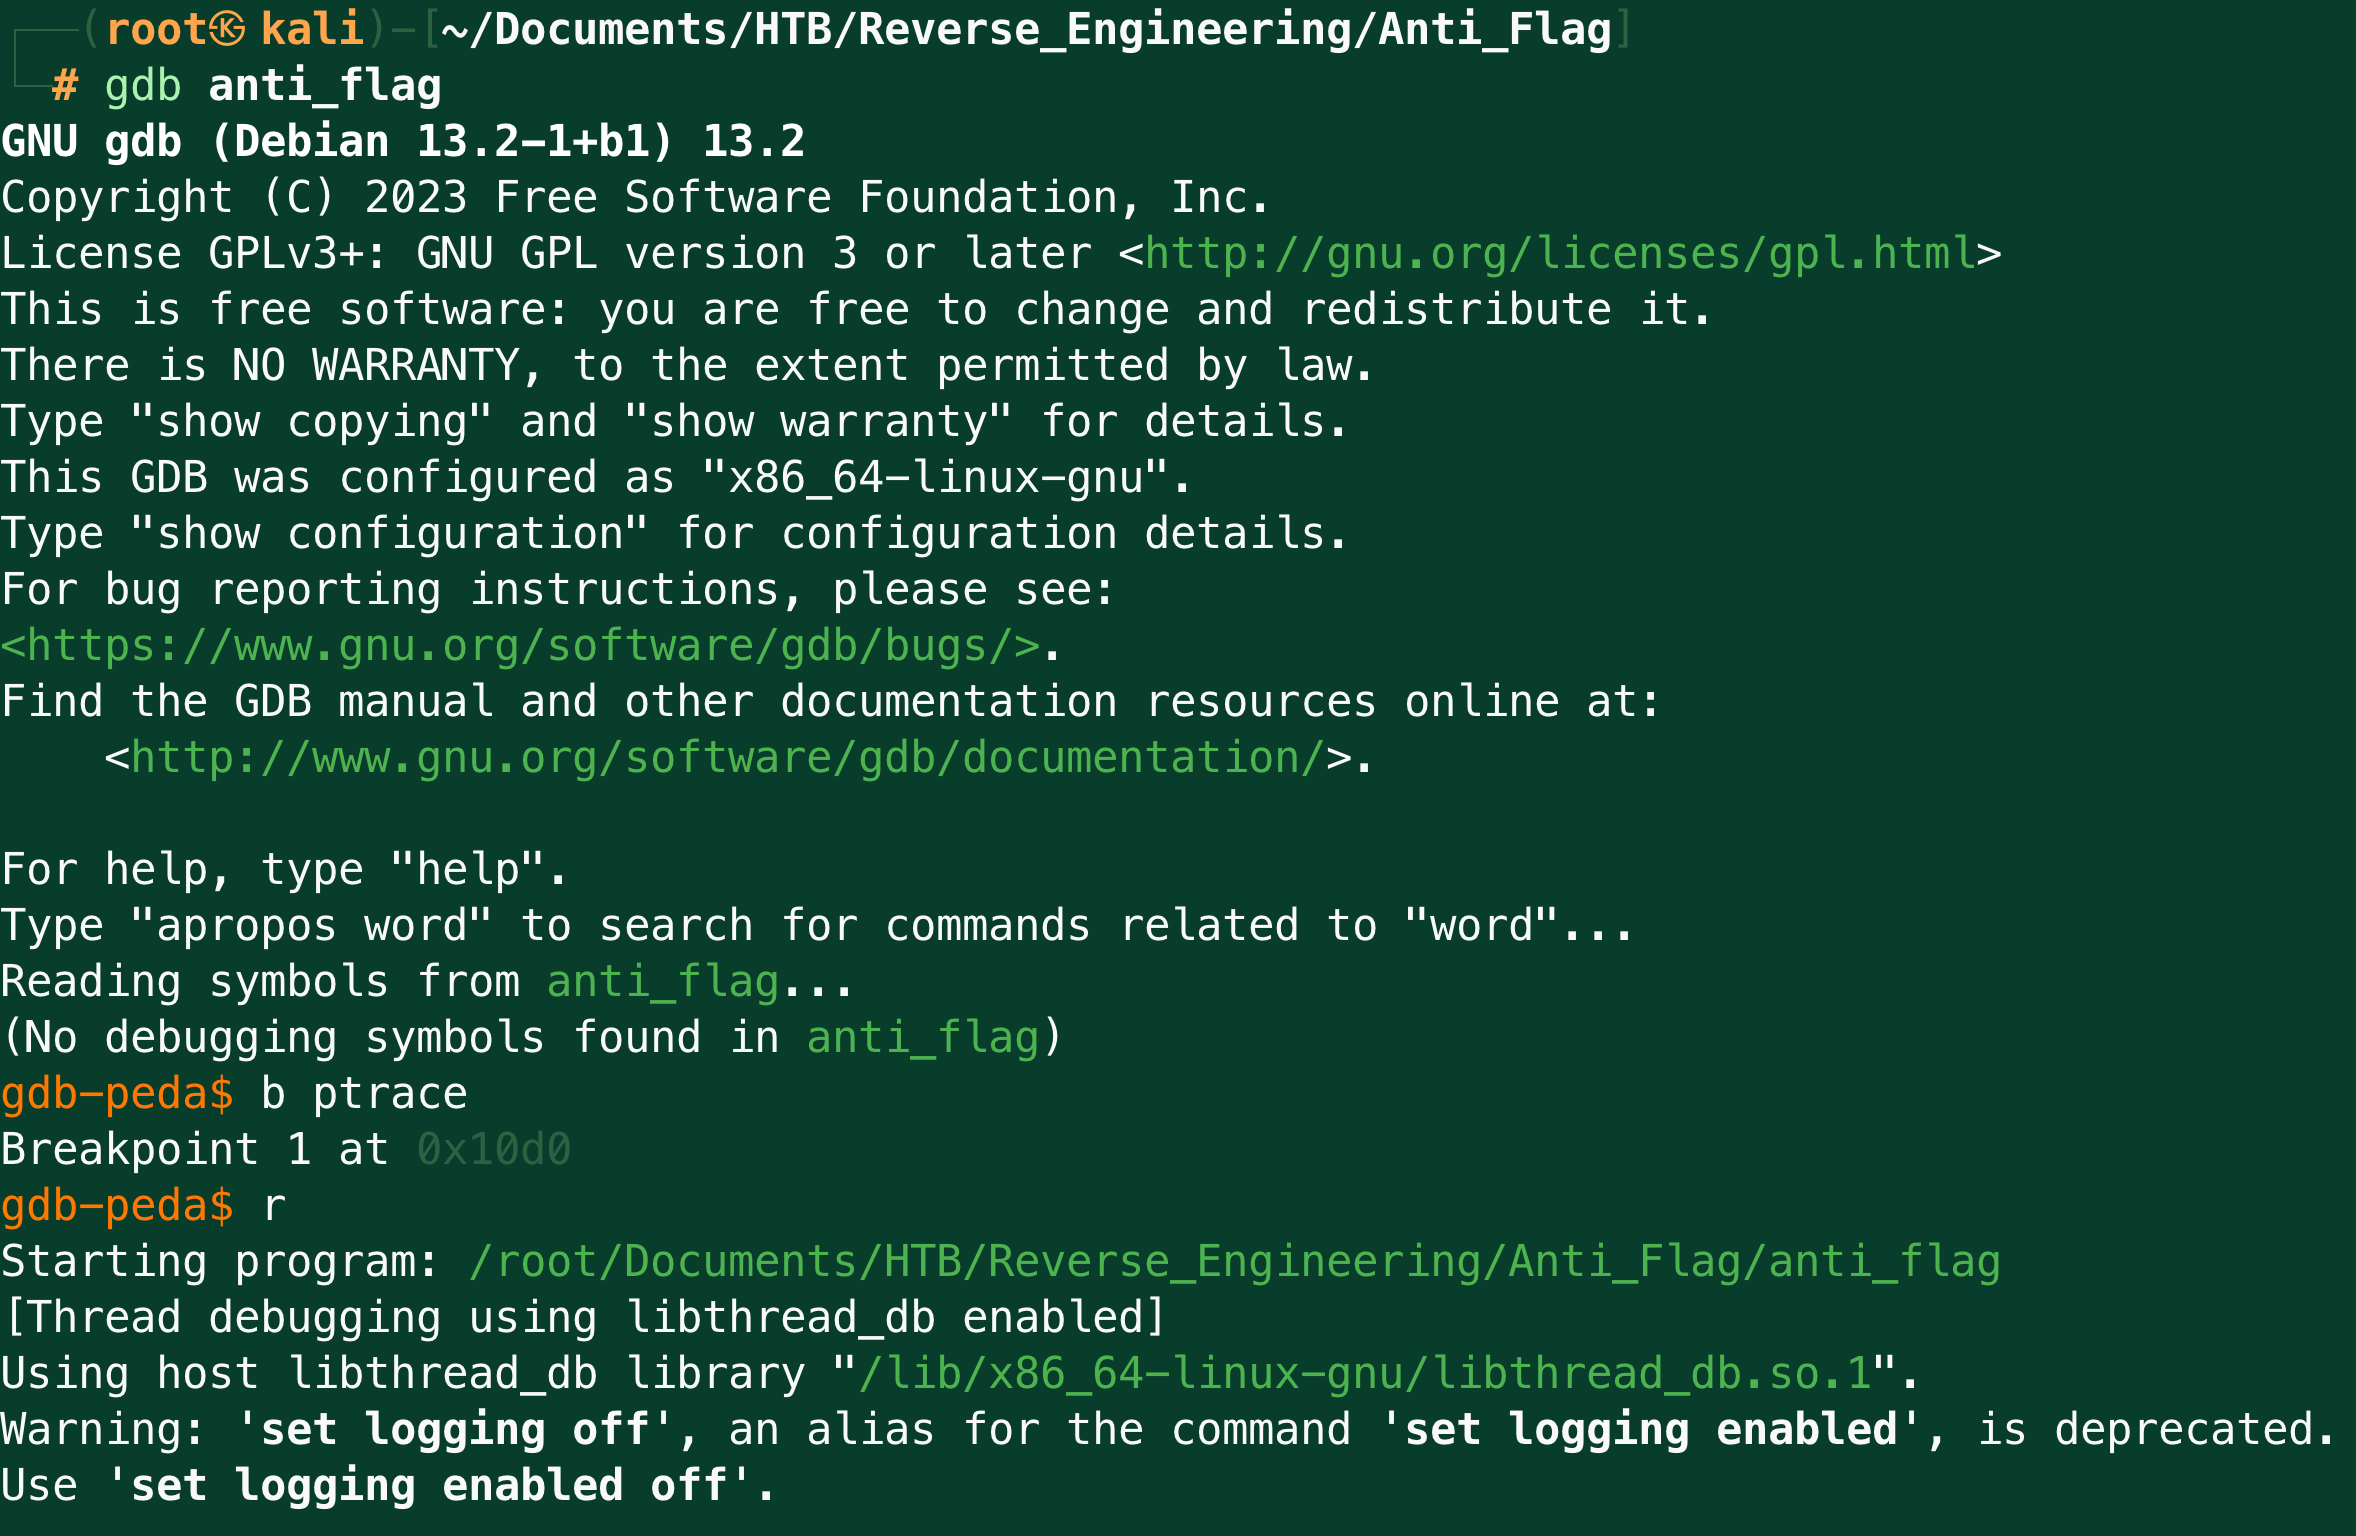 ┌──(root㉿kali)-[~/Documents/HTB/Reverse_Engineering/Anti_Flag]
└─# gdb anti_flag
GNU gdb (Debian 13.2-1+b1) 13.2
Copyright (C) 2023 Free Software Foundation, Inc.
License GPLv3+: GNU GPL version 3 or later <http://gnu.org/licenses/gpl.html>
This is free software: you are free to change and redistribute it.
There is NO WARRANTY, to the extent permitted by law.
Type "show copying" and "show warranty" for details.
This GDB was configured as "x86_64-linux-gnu".
Type "show configuration" for configuration details.
For bug reporting instructions, please see:
<https://www.gnu.org/software/gdb/bugs/>.
Find the GDB manual and other documentation resources online at:
    <http://www.gnu.org/software/gdb/documentation/>.

For help, type "help".
Type "apropos word" to search for commands related to "word"...
Reading symbols from anti_flag...
(No debugging symbols found in anti_flag)
gdb-peda$ b ptrace
Breakpoint 1 at 0x10d0
gdb-peda$ r
Starting program: /root/Documents/HTB/Reverse_Engineering/Anti_Flag/anti_flag
[Thread debugging using libthread_db enabled]
Using host libthread_db library "/lib/x86_64-linux-gnu/libthread_db.so.1".
Warning: 'set logging off', an alias for the command 'set logging enabled', is deprecated.
Use 'set logging enabled off'.